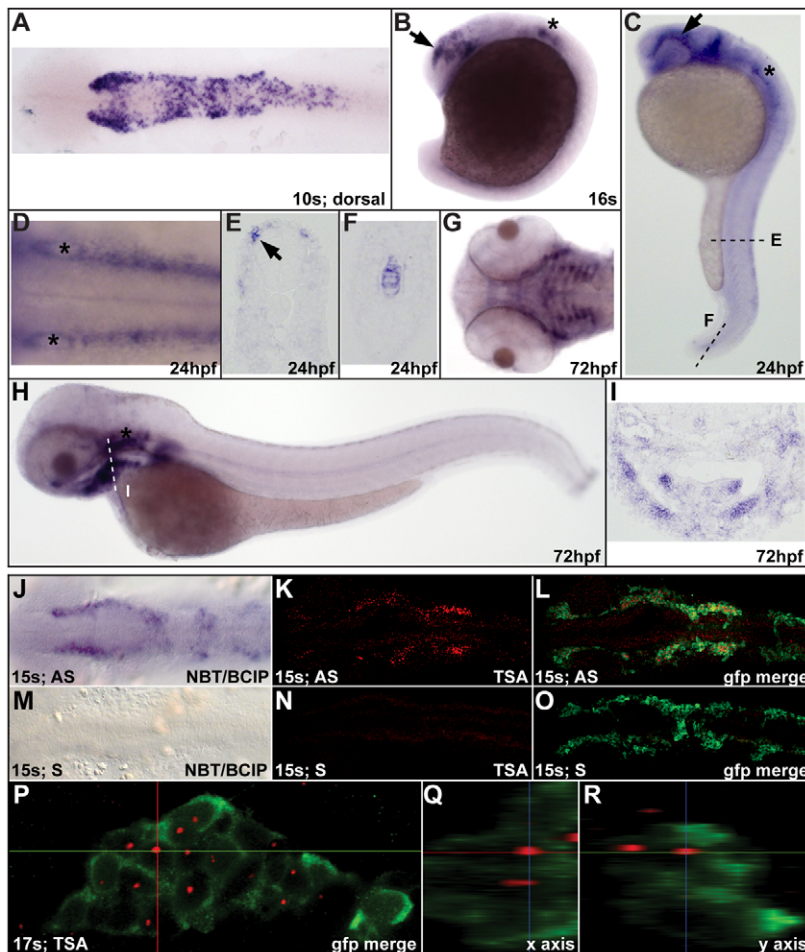 A
10s; dorsal
B
*
16s
C
*
E
F
24hpf
D
*
*
24hpf
E
24hpf
F
24hpf
G
72hpf
H
*
I
72hpf
I
72hpf
J
15s; AS NBT/BCIP
K
15s; AS TSA
L
15s; AS gfp merge
M
15s; S NBT/BCIP
N
15s; S TSA
O
15s; S gfp merge
P
17s; TSA gfp merge
Q
x axis
R
y axis